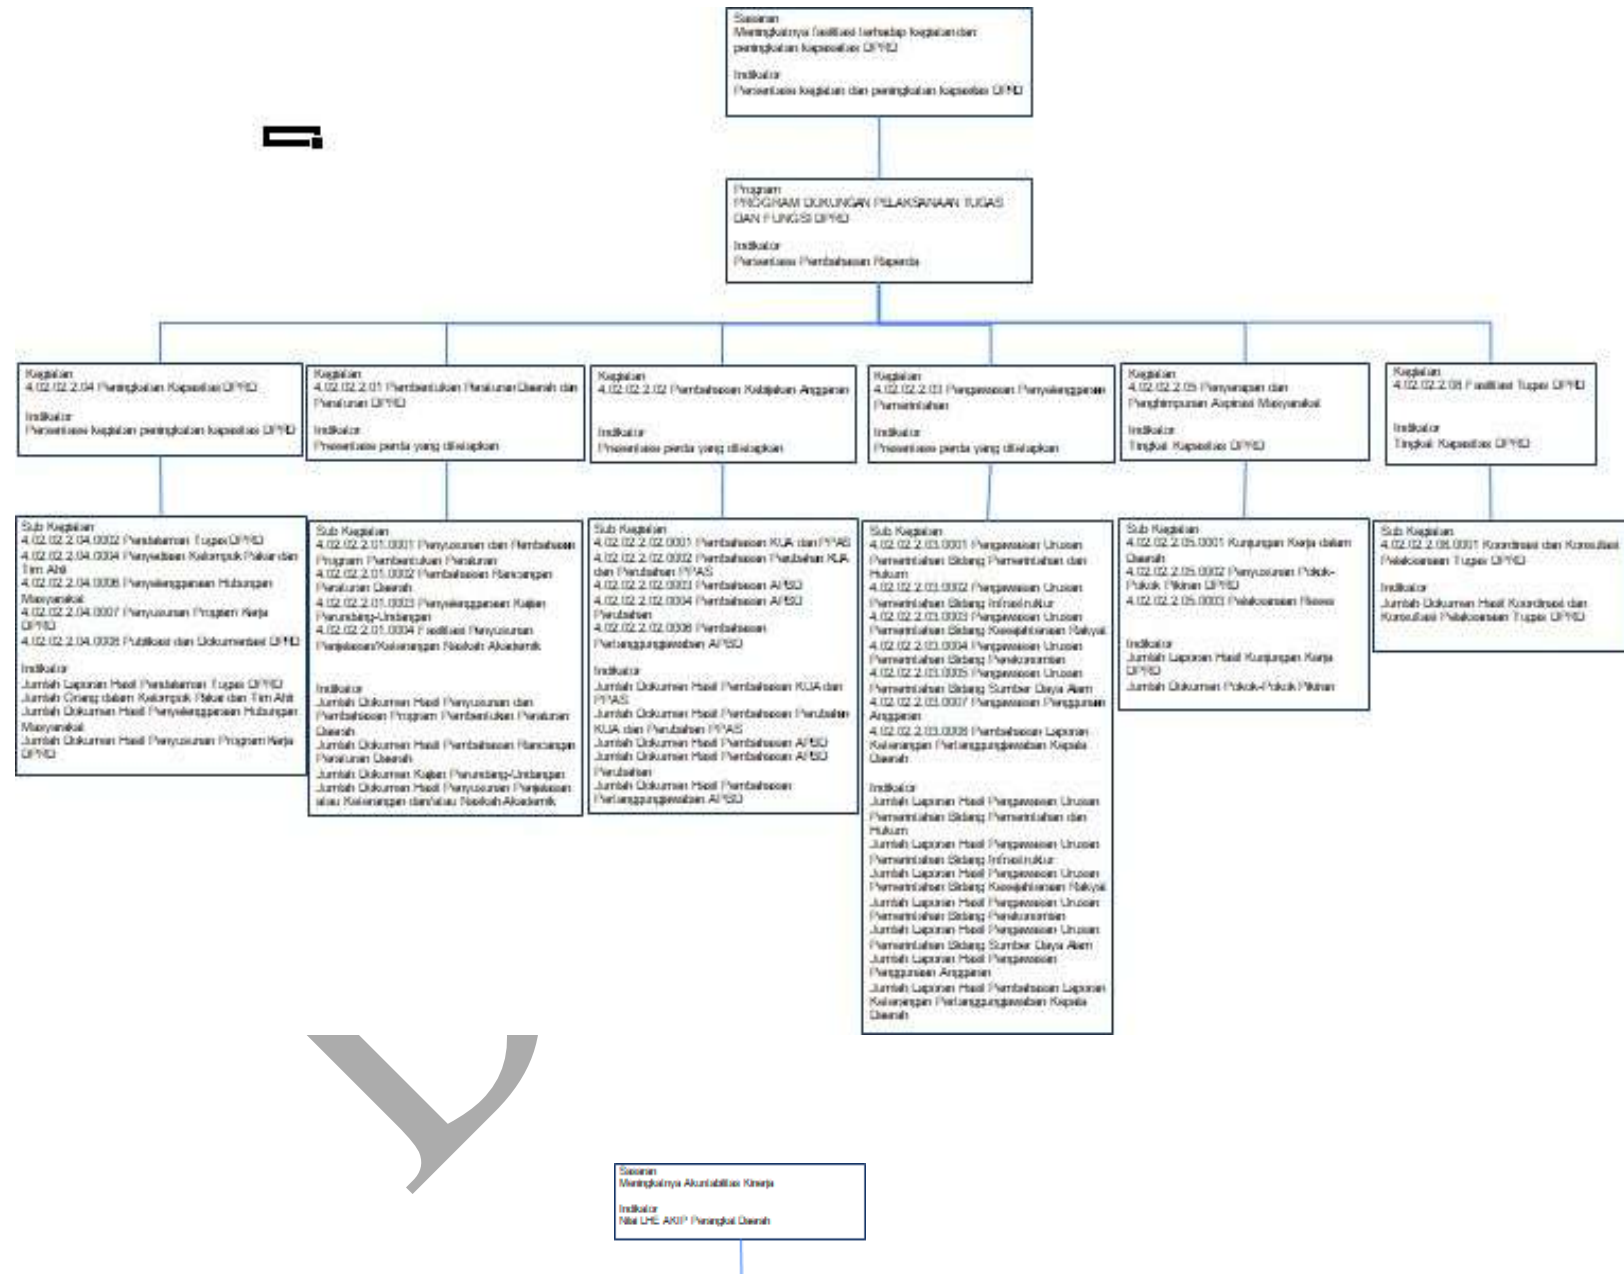 Sasaran
Meningkatnya fasilitasi terhadap kegiatan dan
peningkatan kapasitas DPRD
Indikator
Persentase kegiatan dan peningkatan kapasitas DPRD
Program
PROGRAM DUKUNGAN PELAKSANAAN TUGAS
DAN FUNGSI DPRD
Indikator
Persentase Pembahasan Raperda
Kegiatan
4.02.02.2.04 Peningkatan Kapasitas DPRD
Indikator
Persentase kegiatan peningkatan kapasitas DPRD
Kegiatan
4.02.02.2.01 Pembentukan Peraturan Daerah dan
Peraturan DPRD
Indikator
Presentase perda yang ditetapkan
Kegiatan
4.02.02.2.02 Pembahasan Kebijakan Anggaran
Indikator
Presentase perda yang ditetapkan
Kegiatan
4.02.02.2.03 Pengawasan Penyelenggaraan
Pemerintahan
Indikator
Presentase perda yang ditetapkan
Kegiatan
4.02.02.2.05 Penyerapan dan
Penghimpunan Aspirasi Masyarakat
Indikator
Tingkat Kapasitas DPRD
Kegiatan
4.02.02.2.08 Fasilitasi Tugas DPRD
Indikator
Tingkat Kapasitas DPRD
Sub Kegiatan
4.02.02.2.04.0002 Pendalaman Tugas DPRD
4.02.02.2.04.0004 Penyediaan Kelompok Pakar dan
Tim Ahli
4.02.02.2.04.0006 Penyelenggaraan Hubungan
Masyarakat
4.02.02.2.04.0007 Penyusunan Program Kerja
DPRD
4.02.02.2.04.0008 Publikasi dan Dokumentasi DPRD
Indikator
Jumlah Laporan Hasil Pendalaman Tugas DPRD
Jumlah Orang dalam Kelompok Pakar dan Tim Ahli
Jumlah Dokumen Hasil Penyelenggaraan Hubungan
Masyarakat
Jumlah Dokumen Hasil Penyusunan Program Kerja
DPRD
Sub Kegiatan
4.02.02.2.01.0001 Penyusunan dan Pembahasan
Program Pembentukan Peraturan
4.02.02.2.01.0002 Pembahasan Rancangan
Peraturan Daerah
4.02.02.2.01.0003 Penyelenggaraan Kajian
Perundang-Undangan
4.02.02.2.01.0004 Fasilitasi Penyusunan
Penjelasan/Keterangan Naskah Akademik
Indikator
Jumlah Dokumen Hasil Penyusunan dan
Pembahasan Program Pembentukan Peraturan
Daerah
Jumlah Dokumen Hasil Pembahasan Rancangan
Peraturan Daerah
Jumlah Dokumen Kajian Perundang-Undangan
Jumlah Dokumen Hasil Penyusunan Penjelasan
atau Keterangan dan/atau Naskah Akademik
Sub Kegiatan
4.02.02.2.02.0001 Pembahasan KUA dan PPAS
4.02.02.2.02.0002 Pembahasan Perubahan KUA
dan Perubahan PPAS
4.02.02.2.02.0003 Pembahasan APBD
4.02.02.2.02.0004 Pembahasan APBD
Perubahan
4.02.02.2.02.0006 Pembahasan
Pertanggungjawaban APBD
Indikator
Jumlah Dokumen Hasil Pembahasan KUA dan
PPAS
Jumlah Dokumen Hasil Pembahasan Perubahan
KUA dan Perubahan PPAS
Jumlah Dokumen Hasil Pembahasan APBD
Jumlah Dokumen Hasil Pembahasan APBD
Perubahan
Jumlah Dokumen Hasil Pembahasan
Pertanggungjawaban APBD
Sub Kegiatan
4.02.02.2.03.0001 Pengawasan Urusan
Pemerintahan Bidang Pemerintahan dan
Hukum
4.02.02.2.03.0002 Pengawasan Urusan
Pemerintahan Bidang Infrastruktur
4.02.02.2.03.0003 Pengawasan Urusan
Pemerintahan Bidang Kesejahteraan Rakyat
4.02.02.2.03.0004 Pengawasan Urusan
Pemerintahan Bidang Perekonomian
4.02.02.2.03.0005 Pengawasan Urusan
Pemerintahan Bidang Sumber Daya Alam
4.02.02.2.03.0007 Pengawasan Penggunaan
Anggaran
4.02.02.2.03.0008 Pembahasan Laporan
Keterangan Pertanggungjawaban Kepala
Daerah
Indikator
Jumlah Laporan Hasil Pengawasan Urusan
Pemerintahan Bidang Pemerintahan dan
Hukum
Jumlah Laporan Hasil Pengawasan Urusan
Pemerintahan Bidang Infrastruktur
Jumlah Laporan Hasil Pengawasan Urusan
Pemerintahan Bidang Kesejahteraan Rakyat
Jumlah Laporan Hasil Pengawasan Urusan
Pemerintahan Bidang Perekonomian
Jumlah Laporan Hasil Pengawasan Urusan
Pemerintahan Bidang Sumber Daya Alam
Jumlah Laporan Hasil Pengawasan
Penggunaan Anggaran
Jumlah Laporan Hasil Pembahasan Laporan
Keterangan Pertanggungjawaban Kepala
Daerah
Sub Kegiatan
4.02.02.2.05.0001 Kunjungan Kerja dalam
Daerah
4.02.02.2.05.0002 Penyusunan Pokok-
Pokok Pikiran DPRD
4.02.02.2.05.0003 Pelaksanaan Reses
Indikator
Jumlah Laporan Hasil Kunjungan Kerja
DPRD
Jumlah Dokumen Pokok-Pokok Pikiran
Sub Kegiatan
4.02.02.2.08.0001 Koordinasi dan Konsultasi
Pelaksanaan Tugas DPRD
Indikator
Jumlah Dokumen Hasil Koordinasi dan
Konsultasi Pelaksanaan Tugas DPRD
Sasaran
Meningkatnya Akuntabilitas Kinerja
Indikator
Nilai LHE AKIP Perangkat Daerah